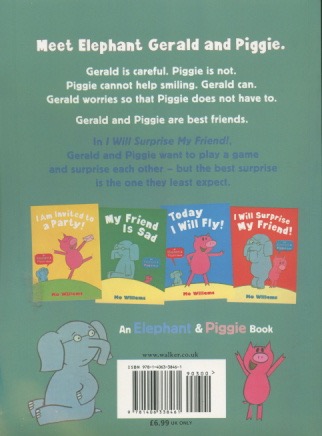 Meet Elephant Gerald and Piggie.
Gerald is careful. Piggie is not.
Piggie cannot help smiling. Gerald can.
Gerald worries so that Piggie does not have to.
Gerald and Piggie are best friends.
In I Will Surprise My Friend!,
Gerald and Piggie want to play a game
and surprise each other – but the best surprise
is the one they least expect.
I Am Invited to
a Party!
Mo Willems
My Friend
Is Sad
Mo Willems
Today
I Will Fly!
Mo Willems
I Will Surprise
My Friend!
Mo Willems
An Elephant & Piggie Book
www.walker.co.uk
90300
£6.99 UK ONLY